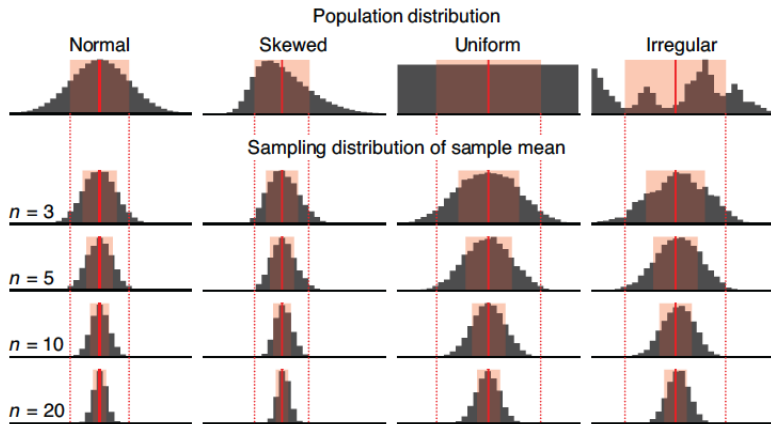 Population distribution
Normal Skewed Uniform Irregular
Sampling distribution of sample mean
n = 3
n = 5
n = 10
n = 20